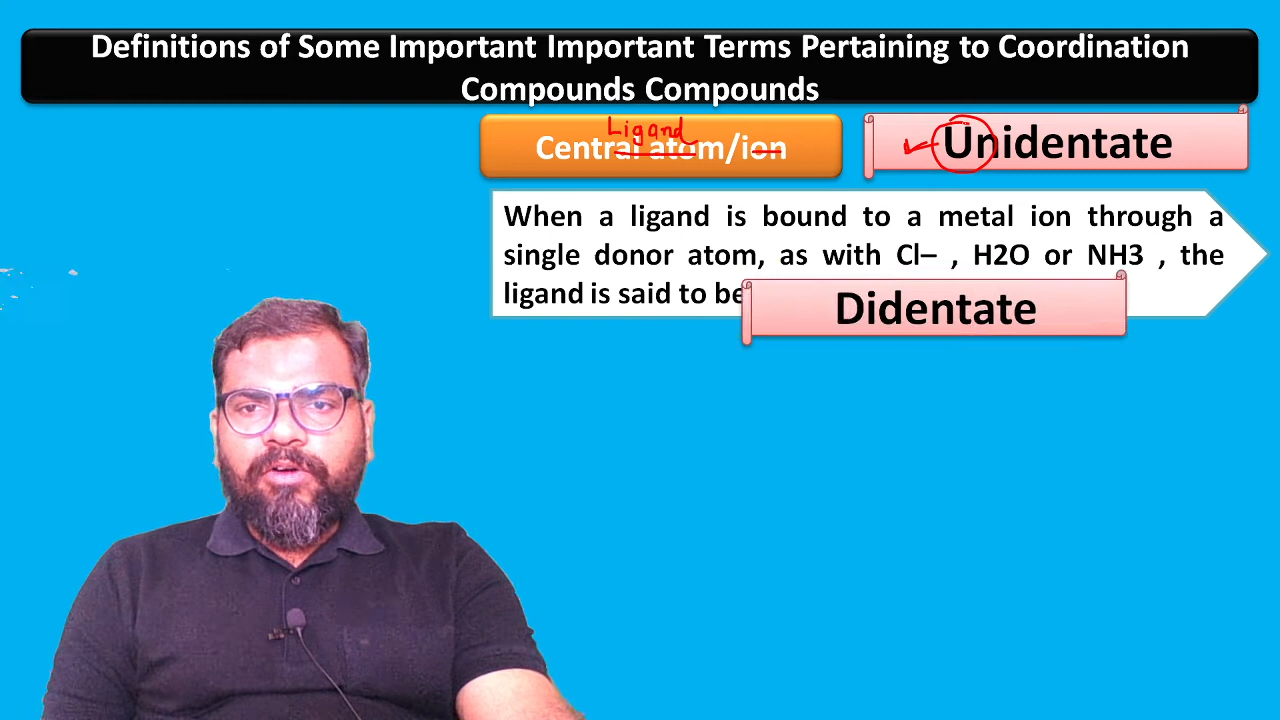 Definitions of Some Important Important Terms Pertaining to Coordination
Compounds Compounds
Ligand
Central atom/ion
Unidentate
When a ligand is bound to a metal ion through a
single donor atom, as with Cl– , H2O or NH3 , the
ligand is said to be
Didentate